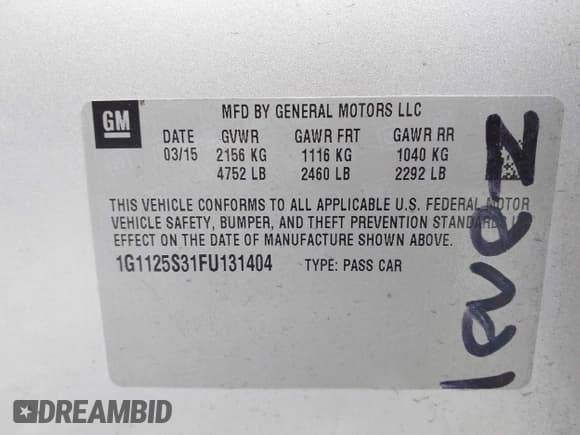 GM
MFD BY GENERAL MOTORS LLC
DATE GVWR GAWR FRT GAWR RR
03/15 2156 KG 1116 KG 1040 KG
4752 LB 2460 LB 2292 LB
THIS VEHICLE CONFORMS TO ALL APPLICABLE U.S. FEDERAL MOTOR
VEHICLE SAFETY, BUMPER, AND THEFT PREVENTION STANDARDS IN
EFFECT ON THE DATE OF MANUFACTURE SHOWN ABOVE.
1G1125S31FU131404 TYPE: PASS CAR
DREAMBID